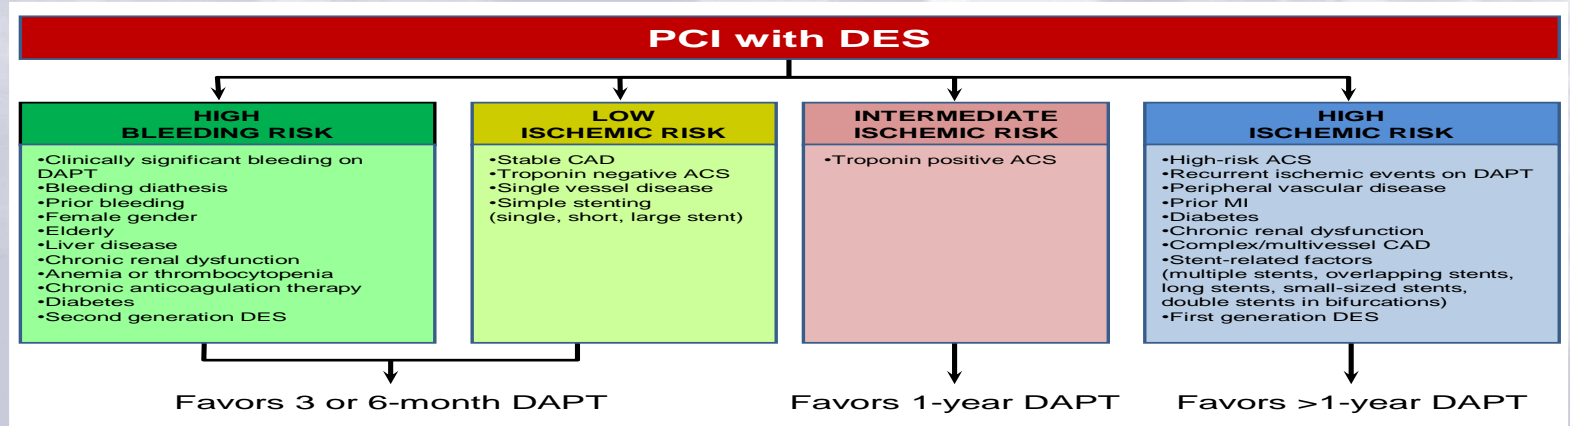 PCI with DES
HIGH
BLEEDING RISK
•Clinically significant bleeding on
DAPT
•Bleeding diathesis
•Prior bleeding
•Female gender
•Elderly
•Liver disease
•Chronic renal dysfunction
•Anemia or thrombocytopenia
•Chronic anticoagulation therapy
•Diabetes
•Second generation DES
LOW
ISCHEMIC RISK
•Stable CAD
•Troponin negative ACS
•Single vessel disease
•Simple stenting
(single, short, large stent)
INTERMEDIATE
ISCHEMIC RISK
•Troponin positive ACS
HIGH
ISCHEMIC RISK
•High-risk ACS
•Recurrent ischemic events on DAPT
•Peripheral vascular disease
•Prior MI
•Diabetes
•Chronic renal dysfunction
•Complex/multivessel CAD
•Stent-related factors
(multiple stents, overlapping stents,
long stents, small-sized stents,
double stents in bifurcations)
•First generation DES
Favors 3 or 6-month DAPT
Favors 1-year DAPT
Favors >1-year DAPT